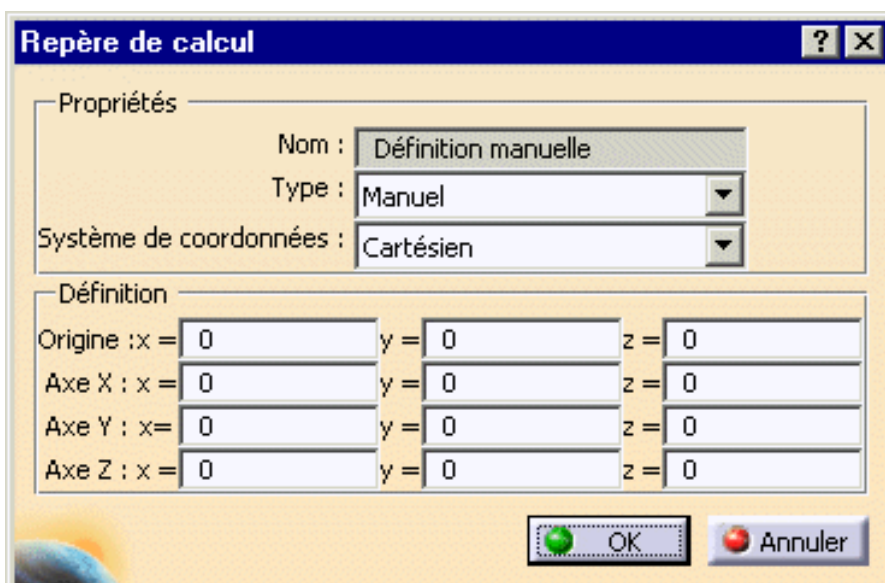 Repère de calcul
Propriétés
Nom : Définition manuelle
Type : Manuel
Système de coordonnées : Cartésien
Définition
Origine :x = 0 y = 0 z = 0
Axe X : x = 0 y = 0 z = 0
Axe Y : x= 0 y = 0 z = 0
Axe Z : x = 0 y = 0 z = 0
OK Annuler